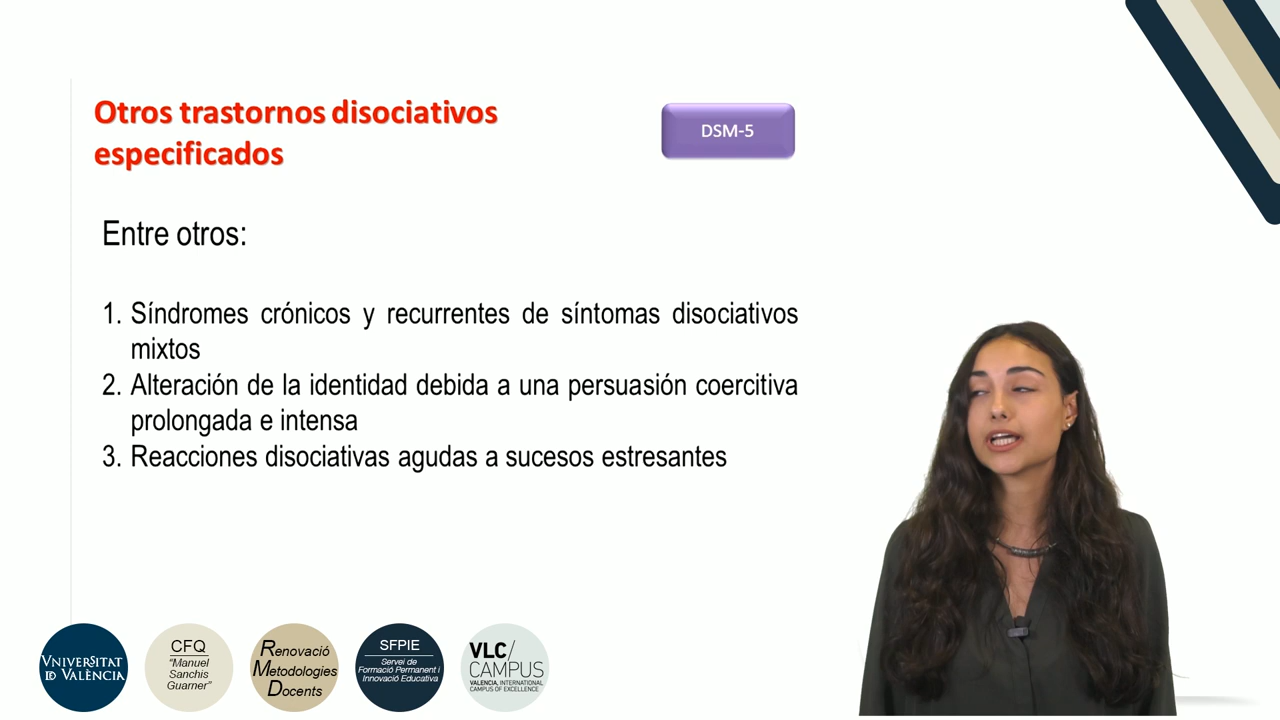 Otros trastornos disociativos
especificados
DSM-5
Entre otros:
1. Síndromes crónicos y recurrentes de síntomas disociativos
mixtos
2. Alteración de la identidad debida a una persuasión coercitiva
prolongada e intensa
3. Reacciones disociativas agudas a sucesos estresantes
VNIVERSITAT
ID VALÈNCIA
CFQ
"Manuel
Sanchis
Guarner"
Renovació
Metodologies
Docents
SFPIE
Servei de
Formació Permanent i
Innovació Educativa
VLC/
CAMPUS
VALENCIA, INTERNATIONAL
CAMPUS OF EXCELLENCE